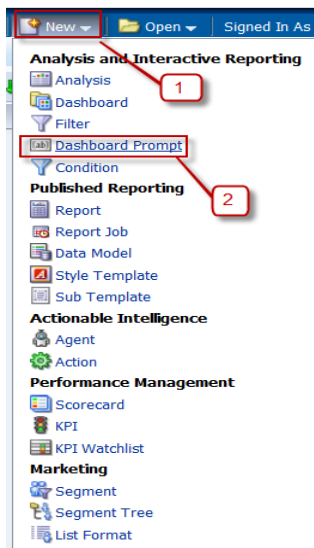 New Open Signed In As
Analysis and Interactive Reporting
Analysis
1
Dashboard
Filter
Dashboard Prompt
Condition
Published Reporting
2
Report
Report Job
Data Model
Style Template
Sub Template
Actionable Intelligence
Agent
Action
Performance Management
Scorecard
KPI
KPI Watchlist
Marketing
Segment
Segment Tree
List Format